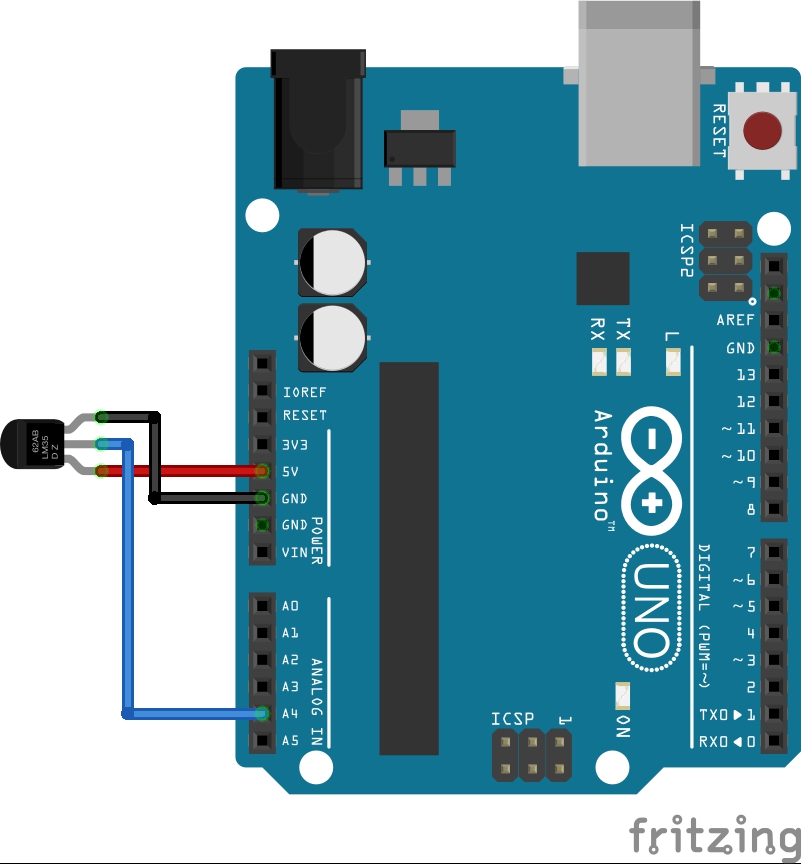 RESET
ICSP2
AREF
GND
13
12
~11
~10
~9
8
RX
TX
L
IOREF
RESET
3V3
5V
GND
GND
VIN
POWER
62AB
LM35
DZ
Arduino™
UNO
DIGITAL (PWM=~)
7
~6
~5
4
~3
2
TX0▶1
RX0◀0
A0
A1
A2
A3
A4
A5
ANALOG IN
ICSP
1
ON
fritzing